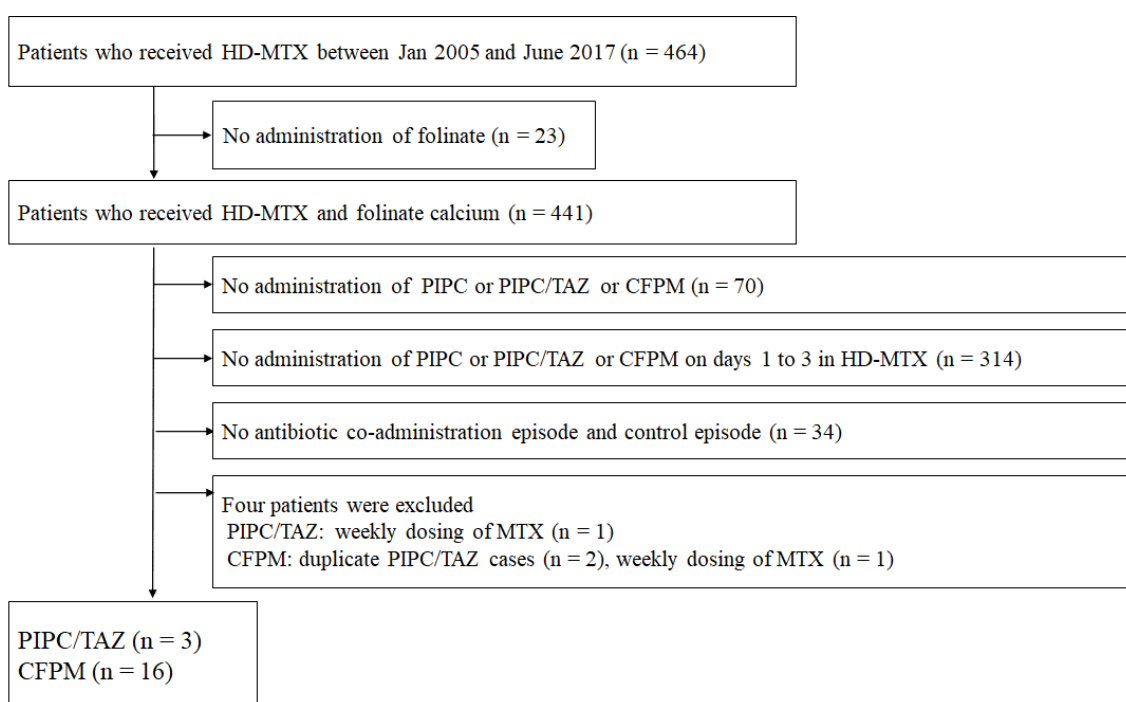 Patients who received HD-MTX between Jan 2005 and June 2017 (n = 464)
No administration of folinate (n = 23)
Patients who received HD-MTX and folinate calcium (n = 441)
No administration of PIPC or PIPC/TAZ or CFPM (n = 70)
No administration of PIPC or PIPC/TAZ or CFPM on days 1 to 3 in HD-MTX (n = 314)
No antibiotic co-administration episode and control episode (n = 34)
Four patients were excluded
PIPC/TAZ: weekly dosing of MTX (n = 1)
CFPM: duplicate PIPC/TAZ cases (n = 2), weekly dosing of MTX (n = 1)
PIPC/TAZ (n = 3)
CFPM (n = 16)